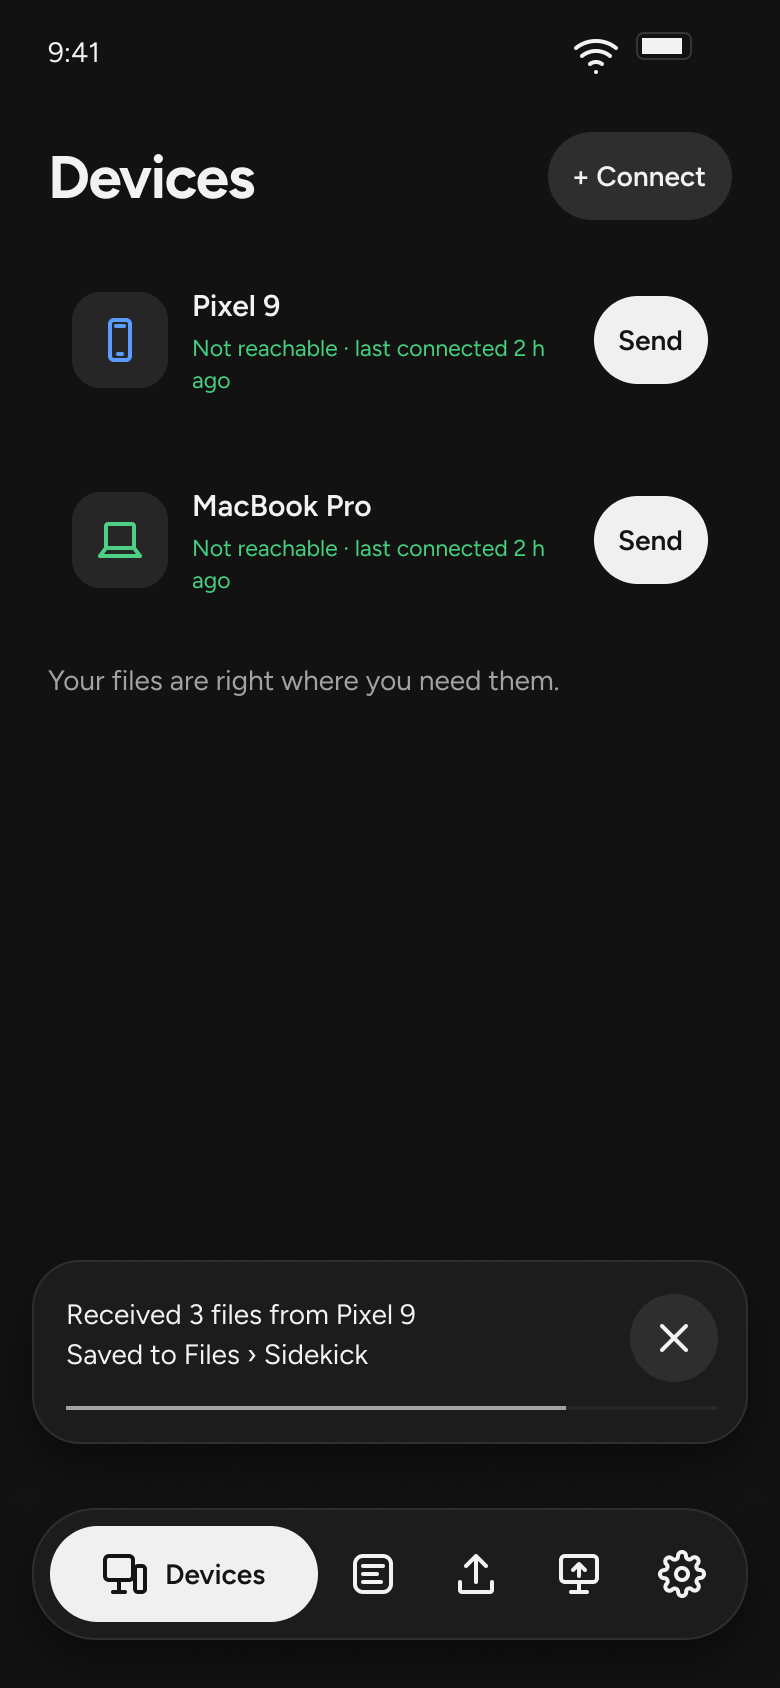 9:41
Devices
+ Connect
Pixel 9
Not reachable · last connected 2 h
ago
Send
MacBook Pro
Not reachable · last connected 2 h
ago
Send
Your files are right where you need them.
Received 3 files from Pixel 9
Saved to Files › Sidekick
Devices